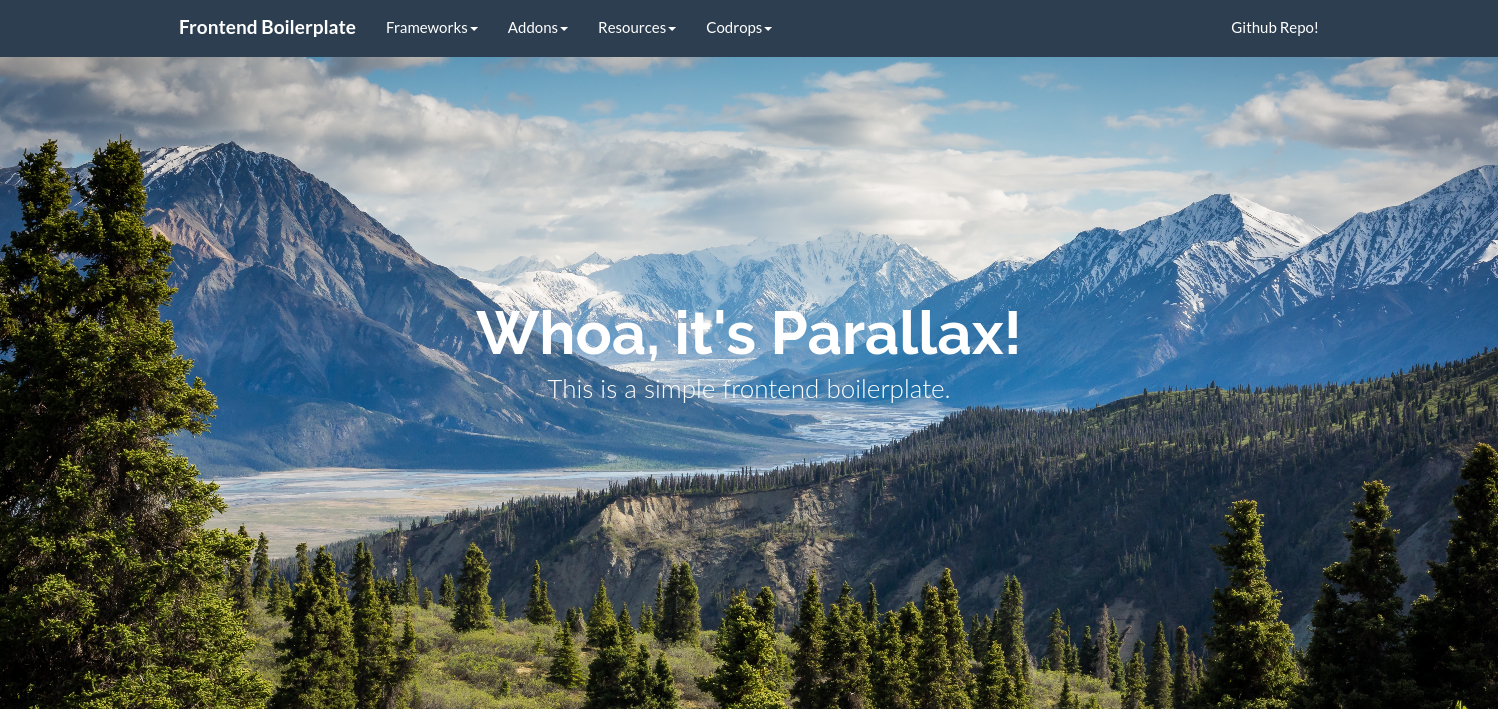 Frontend Boilerplate Frameworks Addons Resources Codrops Github Repo!
Whoa, it's Parallax!
This is a simple frontend boilerplate.